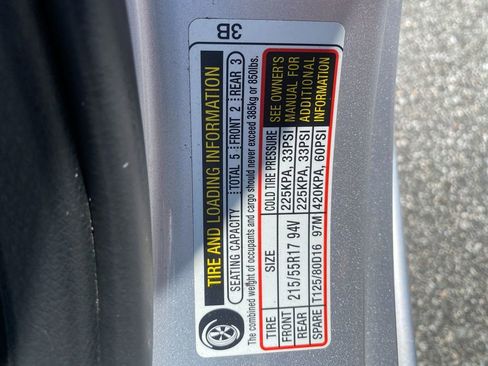 3B
TIRE AND LOADING INFORMATION
SEATING CAPACITY TOTAL 5 FRONT 2 REAR 3
The combined weight of occupants and cargo should never exceed 385kg or 850lbs.
TIRE SIZE COLD TIRE PRESSURE
FRONT 215/55R17 94V 225KPA, 33PSI
REAR 225KPA, 33PSI
SPARE T125/80D16 97M 420KPA, 60PSI
SEE OWNER'S
MANUAL FOR
ADDITIONAL
INFORMATION